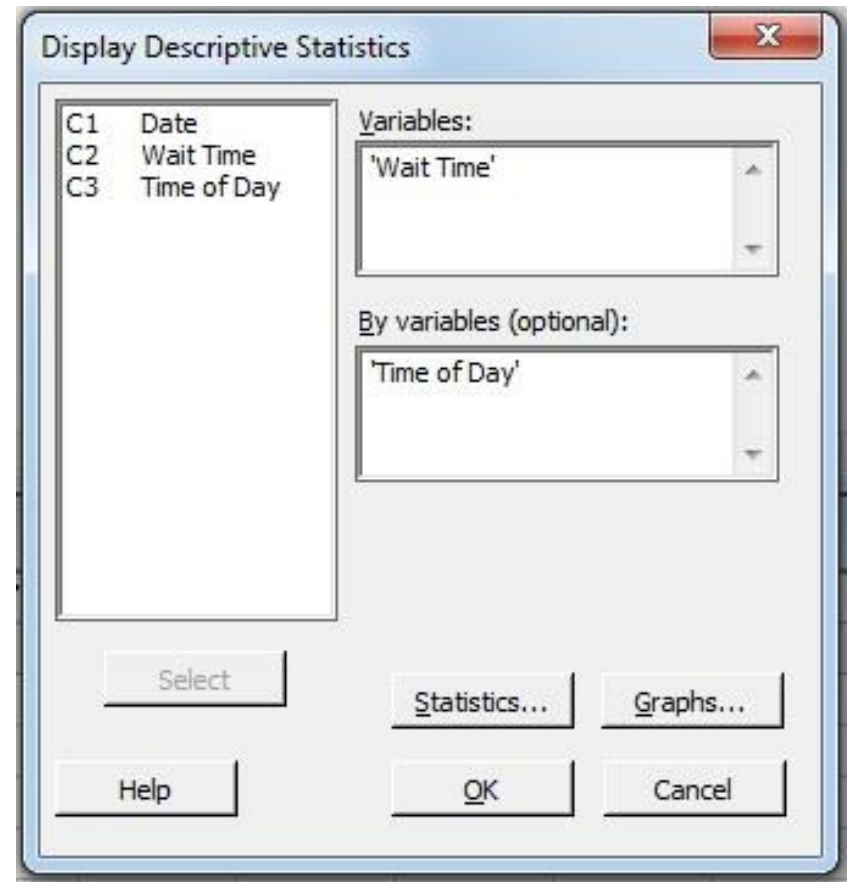 Display Descriptive Statistics
C1 Date
C2 Wait Time
C3 Time of Day
Variables:
'Wait Time'
By variables (optional):
'Time of Day'
Select
Statistics...
Graphs...
Help
OK
Cancel